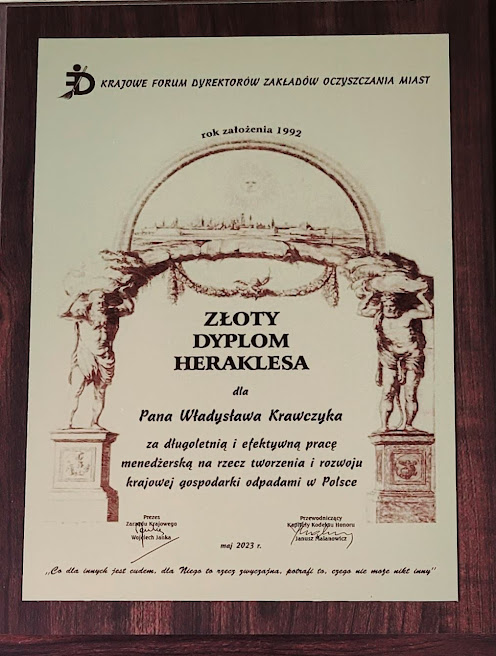 KRAJOWE FORUM DYREKTORÓW ZAKŁADÓW OCZYSZCZANIA MIAST
rok założenia 1992
ZŁOTY
DYPLOM
HERAKLESA
dla
Pana Władysława Krawczyka
za długoletnią i efektywną pracę
menedżerską na rzecz tworzenia i rozwoju
krajowej gospodarki odpadami w Polsce
Prezes
Zarządu Krajowego
Wojciech Janka
Przewodniczący
Kapituły Kodeksu Honoru
Janusz Malanowicz
maj 2023 r.
„Co dla innych jest cudem, dla Niego to rzecz zwyczajna, potrafi to, czego nie może nikt inny"